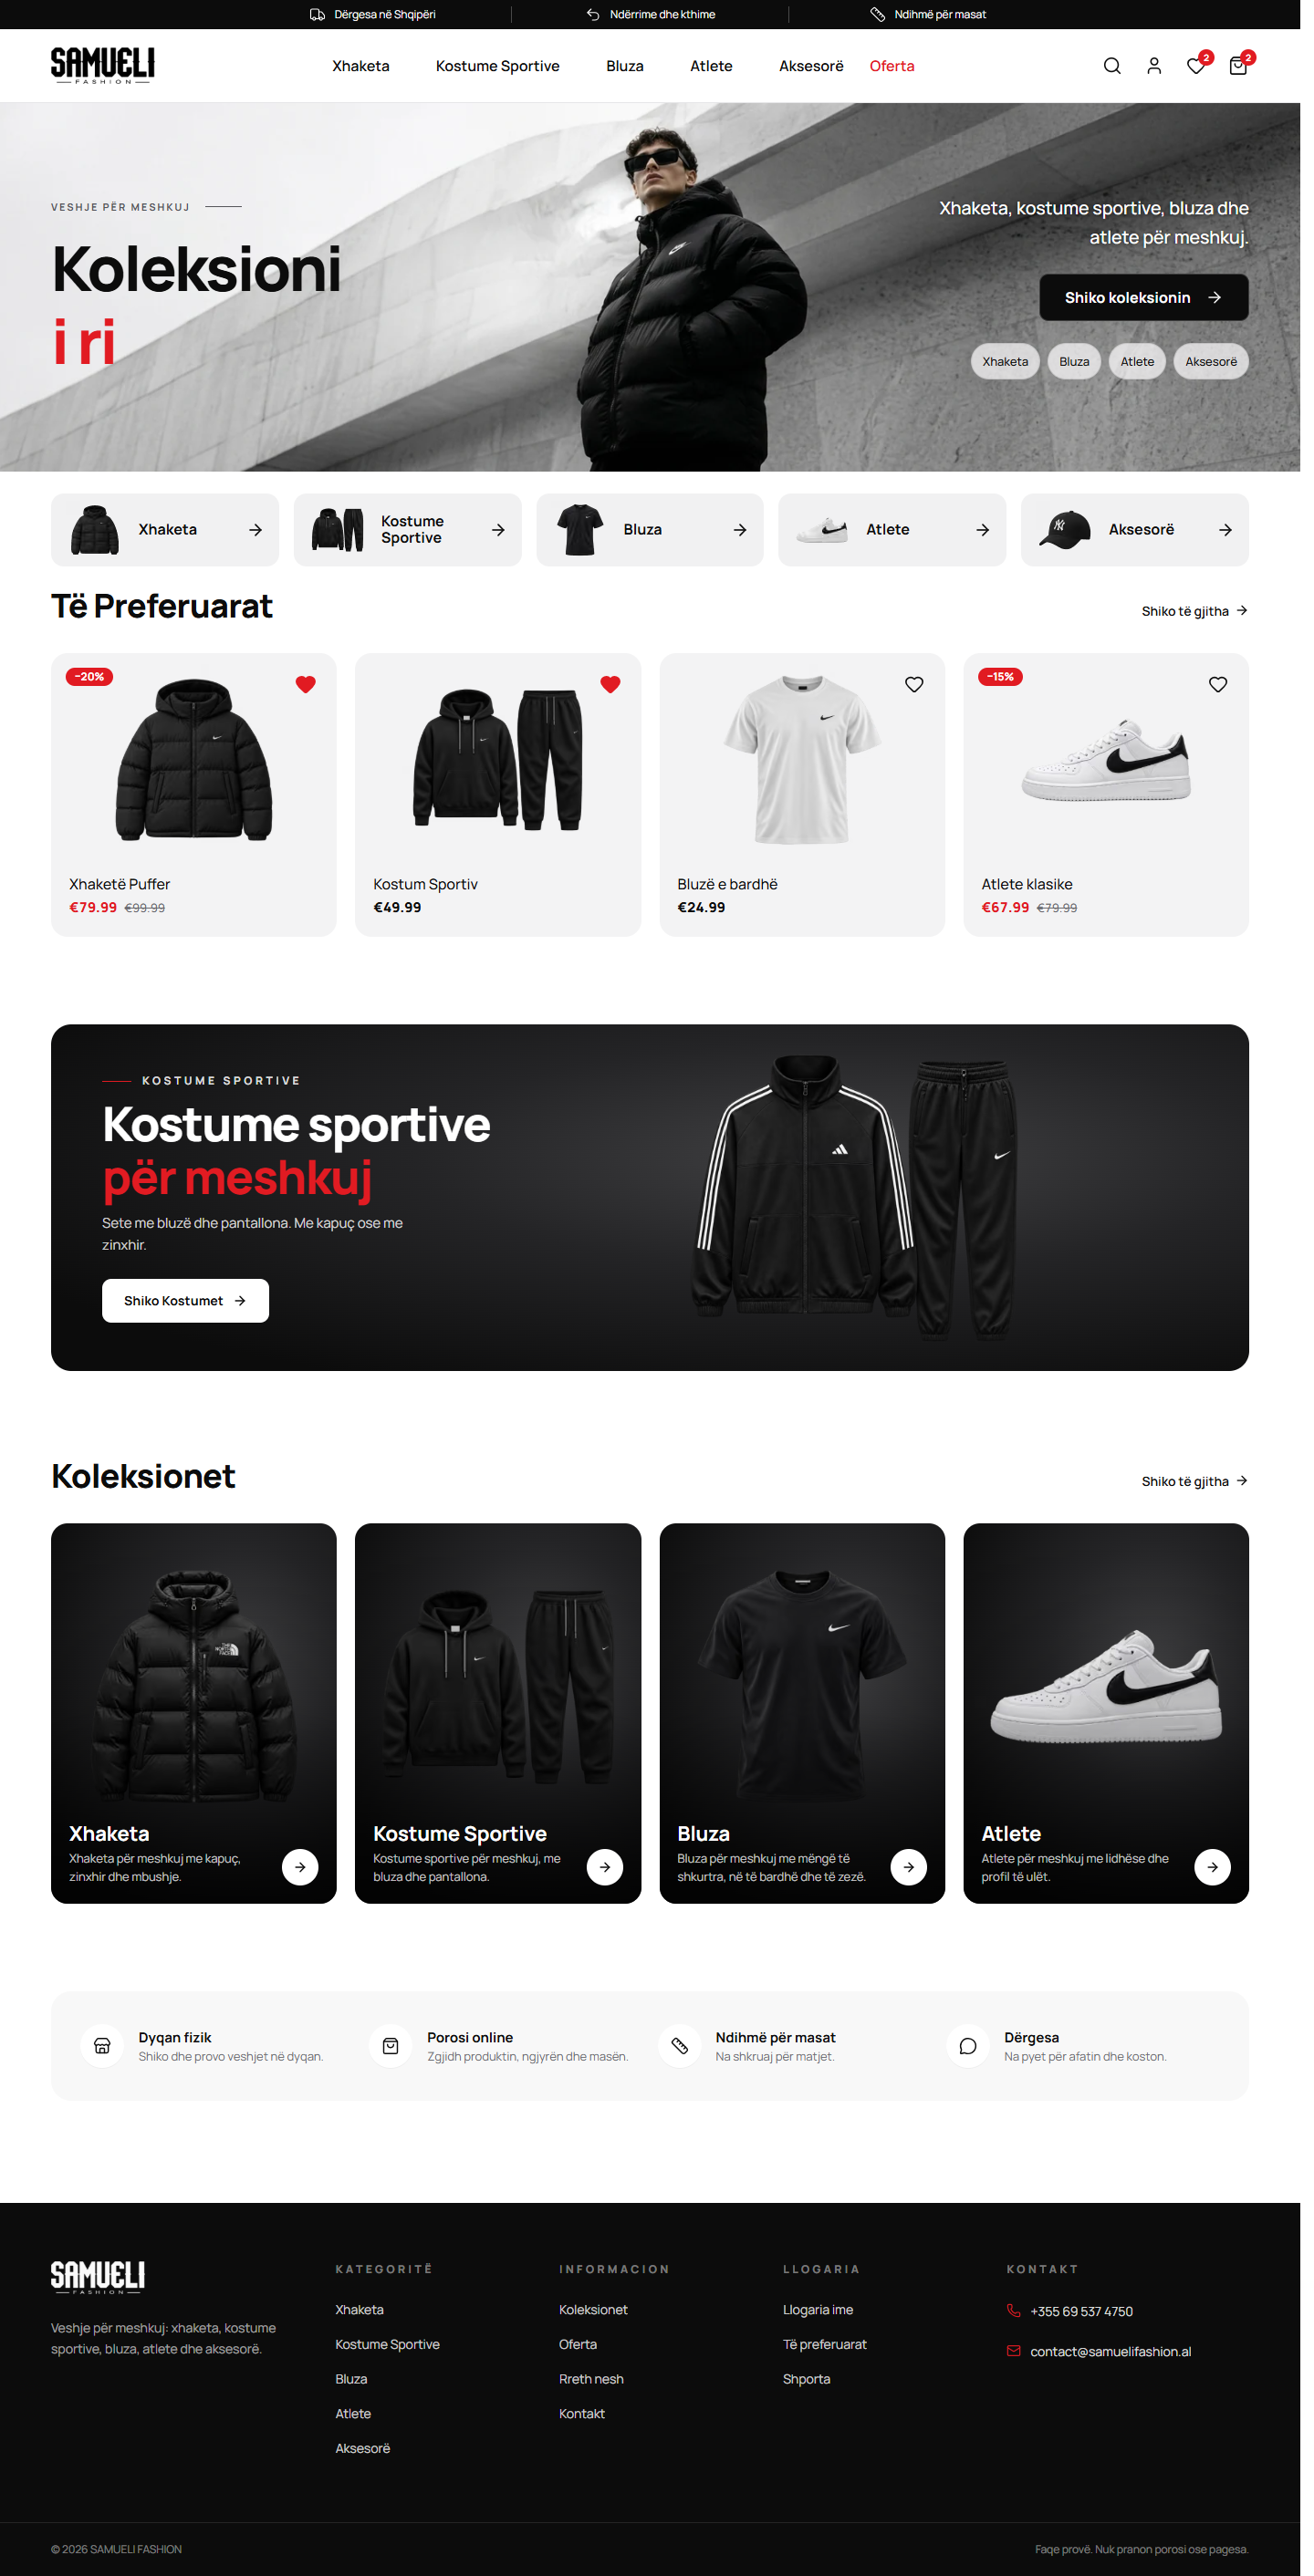 Dërgesa në Shqipëri
Ndërrime dhe kthime
Ndihmë për masat
SAMUELI
FASHION
Xhaketa
Kostume Sportive
Bluza
Atlete
Aksesorë
Oferta
2
2
VESHJE PËR MESHKUJ
Koleksioni
i ri
Xhaketa, kostume sportive, bluza dhe
atlete për meshkuj.
Shiko koleksionin
Xhaketa
Bluza
Atlete
Aksesorë
Xhaketa
Kostume
Sportive
Bluza
Atlete
NY
Aksesorë
Të Preferuarat
Shiko të gjitha
−20%
−15%
Xhaketë Puffer
€79.99 €99.99
Kostum Sportiv
€49.99
Bluzë e bardhë
€24.99
Atlete klasike
€67.99 €79.99
KOSTUME SPORTIVE
Kostume sportive
për meshkuj
Sete me bluzë dhe pantallona. Me kapuç ose me
zinxhir.
Shiko Kostumet
Koleksionet
Shiko të gjitha
THE
NORTH
FACE
Xhaketa
Xhaketa për meshkuj me kapuç,
zinxhir dhe mbushje.
Kostume Sportive
Kostume sportive për meshkuj, me
bluza dhe pantallona.
Bluza
Bluza për meshkuj me mëngë të
shkurtra, në të bardhë dhe të zezë.
Atlete
Atlete për meshkuj me lidhëse dhe
profil të ulët.
Dyqan fizik
Shiko dhe provo veshjet në dyqan.
Porosi online
Zgjidh produktin, ngjyrën dhe masën.
Ndihmë për masat
Na shkruaj për matjet.
Dërgesa
Na pyet për afatin dhe koston.
SAMUELI
FASHION
Veshje për meshkuj: xhaketa, kostume
sportive, bluza, atlete dhe aksesorë.
KATEGORITË
Xhaketa
Kostume Sportive
Bluza
Atlete
Aksesorë
INFORMACION
Koleksionet
Oferta
Rreth nesh
Kontakt
LLOGARIA
Llogaria ime
Të preferuarat
Shporta
KONTAKT
+355 69 537 4750
contact@samuelifashion.al
© 2026 SAMUELI FASHION
Faqe provë. Nuk pranon porosi ose pagesa.